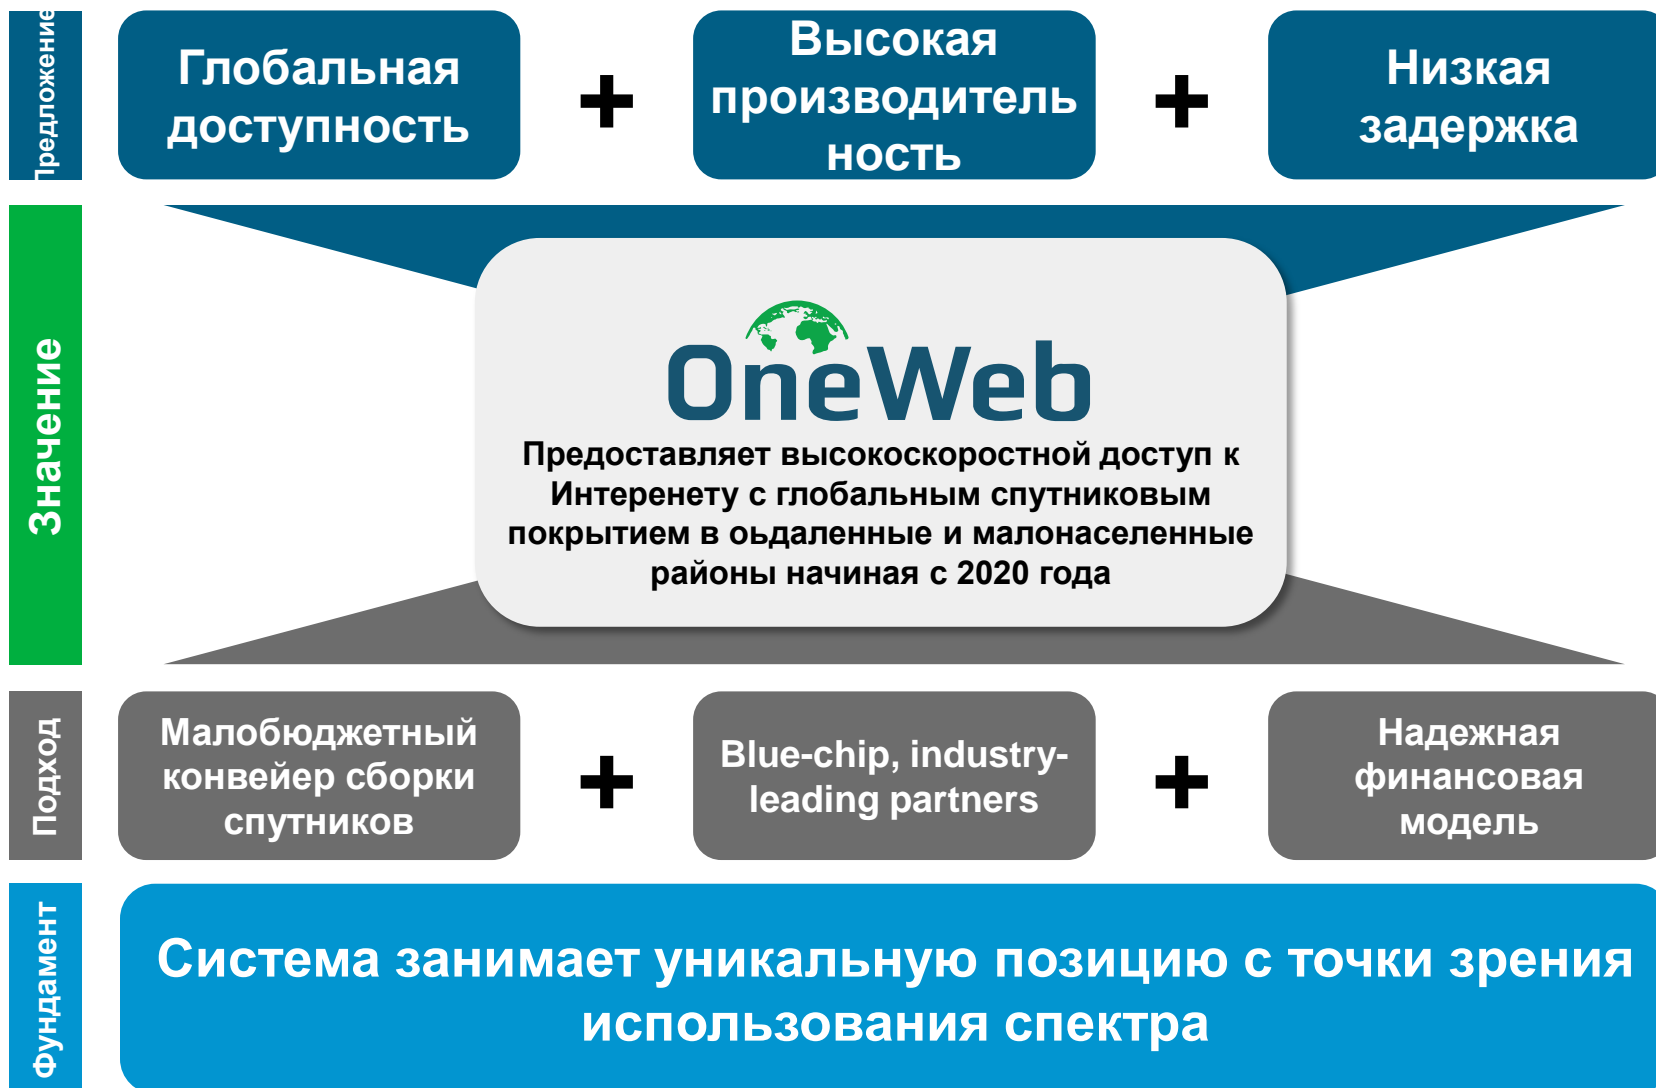 Предложение
Глобальная
доступность
+
Высокая
производитель
ность
+
Низкая
задержка
Значение
OneWeb
Предоставляет высокоскоростной доступ к
Интеренету с глобальным спутниковым
покрытием в оьдаленные и малонаселенные
районы начиная с 2020 года
Подход
Малобюджетный
конвейер сборки
спутников
+
Blue-chip, industry-
leading partners
+
Надежная
финансовая
модель
Фундамент
Система занимает уникальную позицию с точки зрения
использования спектра